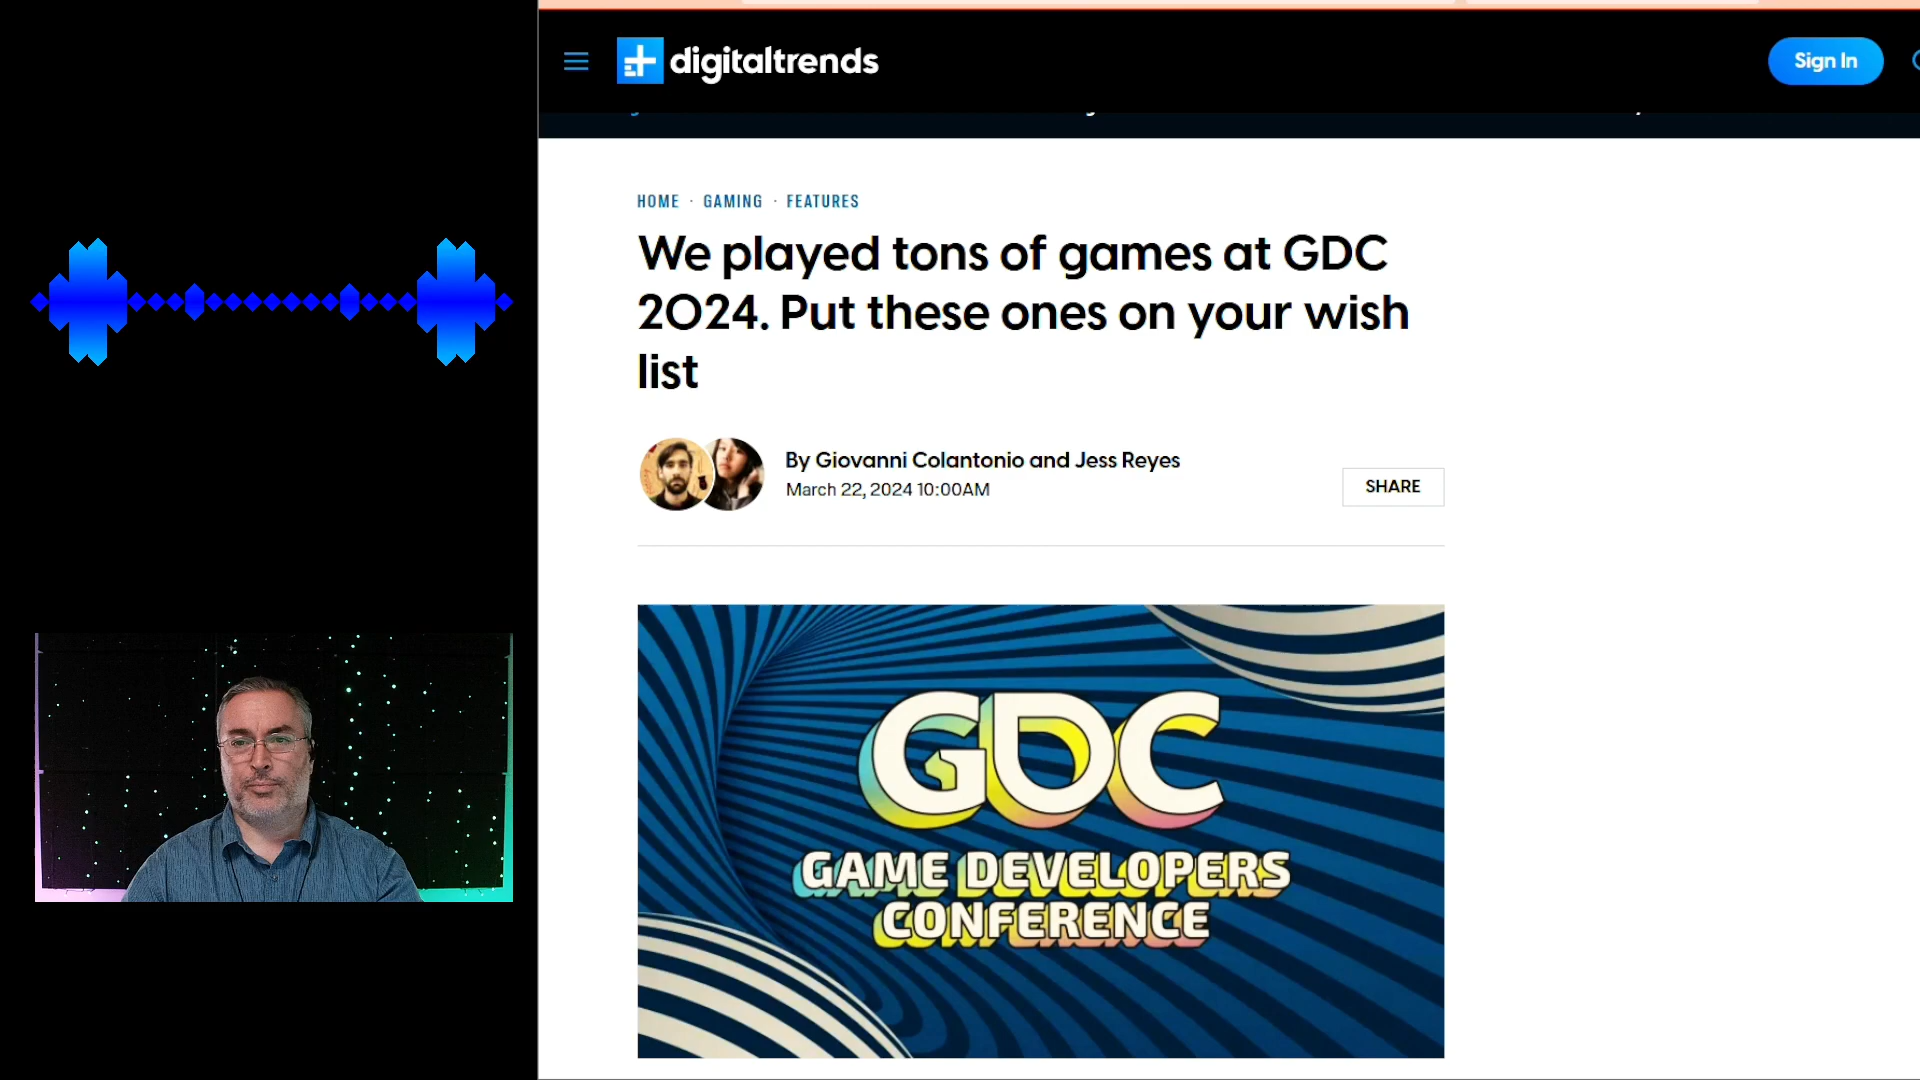 digitaltrends
Sign In
HOME · GAMING · FEATURES
We played tons of games at GDC
2024. Put these ones on your wish
list
By Giovanni Colantonio and Jess Reyes
March 22, 2024 10:00AM
SHARE
GDC
GAME DEVELOPERS
CONFERENCE